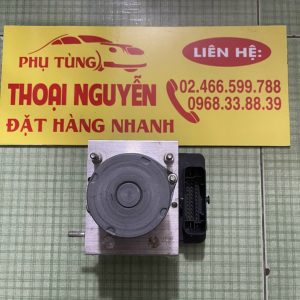 PHỤ TÙNG
LIÊN HỆ:
THOẠI NGUYỄN
02.466.599.788
0968.33.88.39
ĐẶT HÀNG NHANH